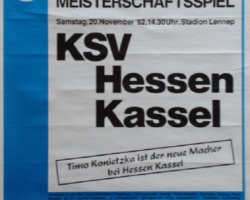 MEISTERSCHAFTSSPIEL
Samstag, 20. November '82, 14.30 Uhr, Stadion Lennep
KSV
Hessen
Kassel
Timo Konietzka ist der neue Macher
bei Hessen Kassel